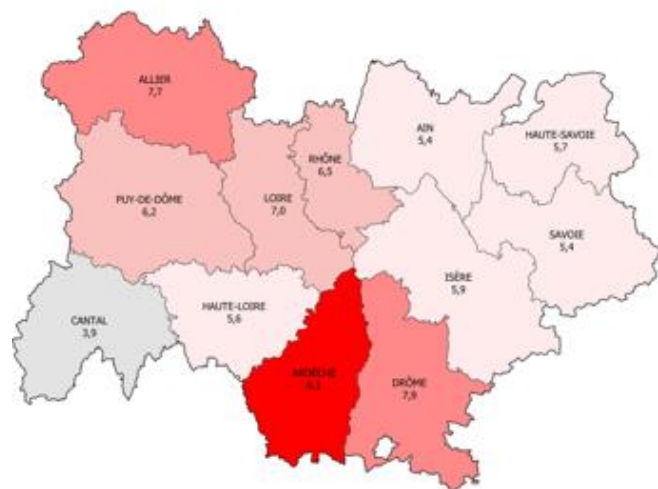 ALLIER
7,7
AIN
5,4
HAUTE-SAVOIE
5,7
RHÔNE
6,5
PUY-DE-DÔME
6,2
LOIRE
7,0
SAVOIE
5,4
ISÈRE
5,9
HAUTE-LOIRE
5,6
CANTAL
3,9
ARDÈCHE
DRÔME
7,9